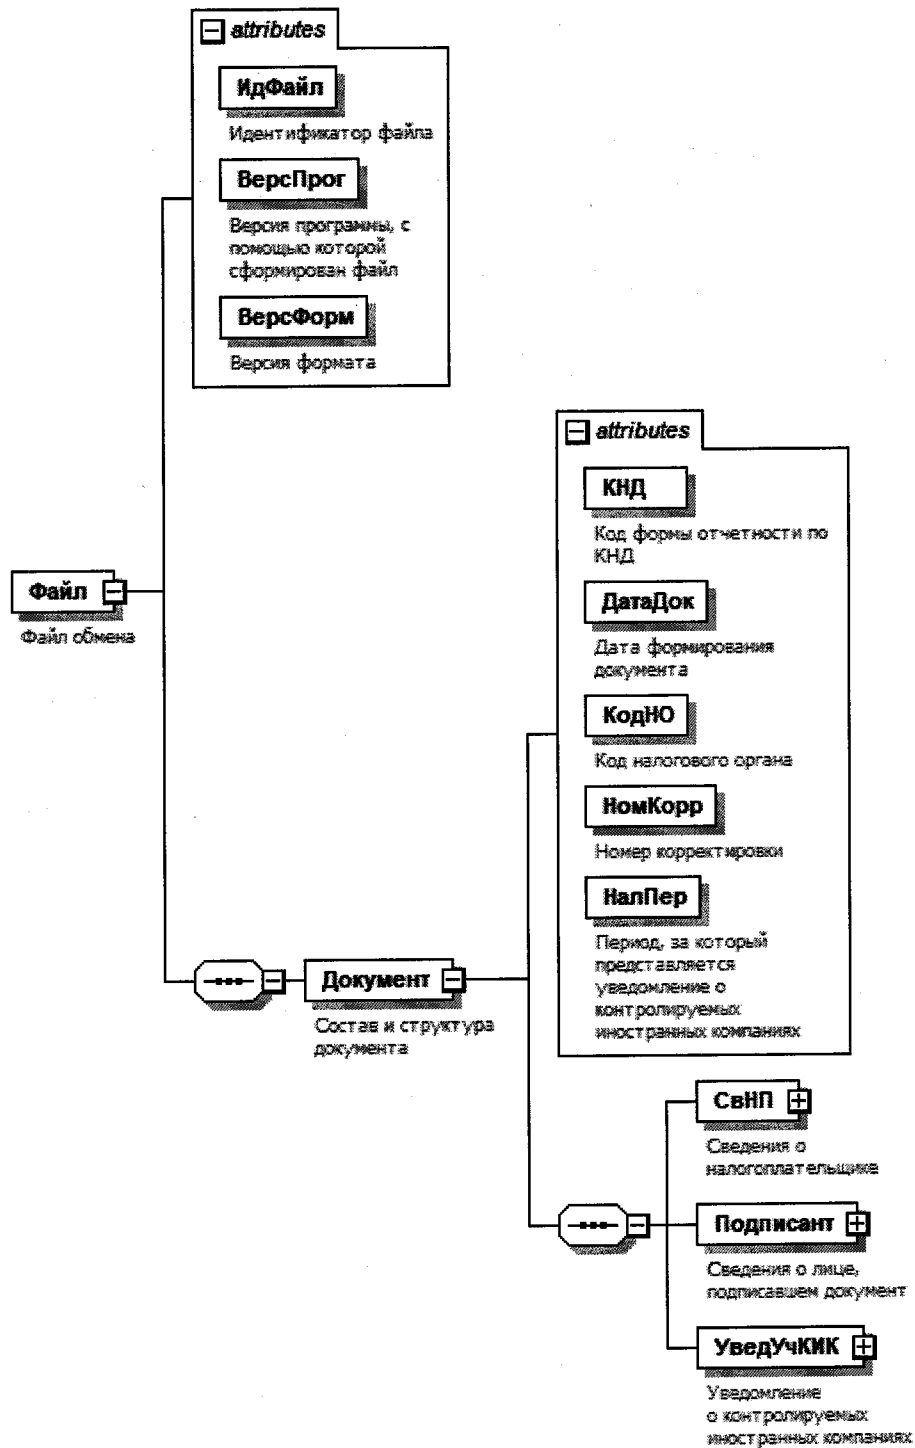 attributes
ИдФайл
Идентификатор файла
ВерсПрог
Версия программы, с
помощью которой
сформирован файл
ВерсФорм
Версия формата
Файл
Файл обмена
attributes
КНД
Код формы отчетности по
КНД
ДатаДок
Дата формирования
документа
КодНО
Код налогового органа
НомКорр
Номер корректировки
НалПер
Период, за который
представляется
уведомление о
контролируемых
иностранных компаниях
Документ
Состав и структура
документа
СвНП
Сведения о
налогоплательщике
Подписант
Сведения о лице,
подписавшем документ
УведУчКИК
Уведомление
о контролируемых
иностранных компаниях